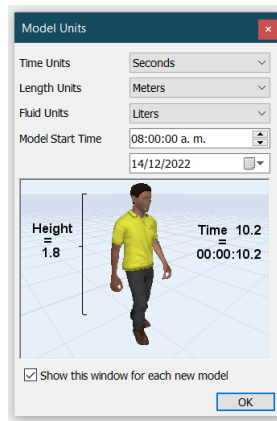 Model Units
Time Units Seconds
Length Units Meters
Fluid Units Liters
Model Start Time 08:00:00 a. m.
14/12/2022
Height
=
1.8
Time 10.2
=
00:00:10.2
Show this window for each new model
OK